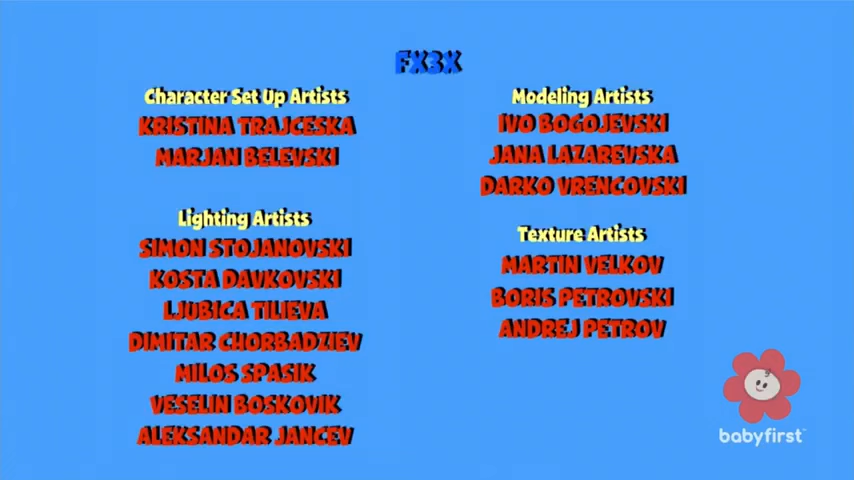 FX3X
Character Set Up Artists
KRISTINA TRAJCESKA
MARJAN BELEVSKI
Lighting Artists
SIMON STOJANOVSKI
KOSTA DAVKOVSKI
LJUBICA TILIEVA
DIMITAR CHORBADZIEV
MILOS SPASIK
VESELIN BOSKOVIK
ALEKSANDAR JANCEV
Modeling Artists
IVO BOGOJEVSKI
JANA LAZAREVSKA
DARKO VRENCOVSKI
Texture Artists
MARTIN VELKOV
BORIS PETROVSKI
ANDREJ PETROV
babyfirst™